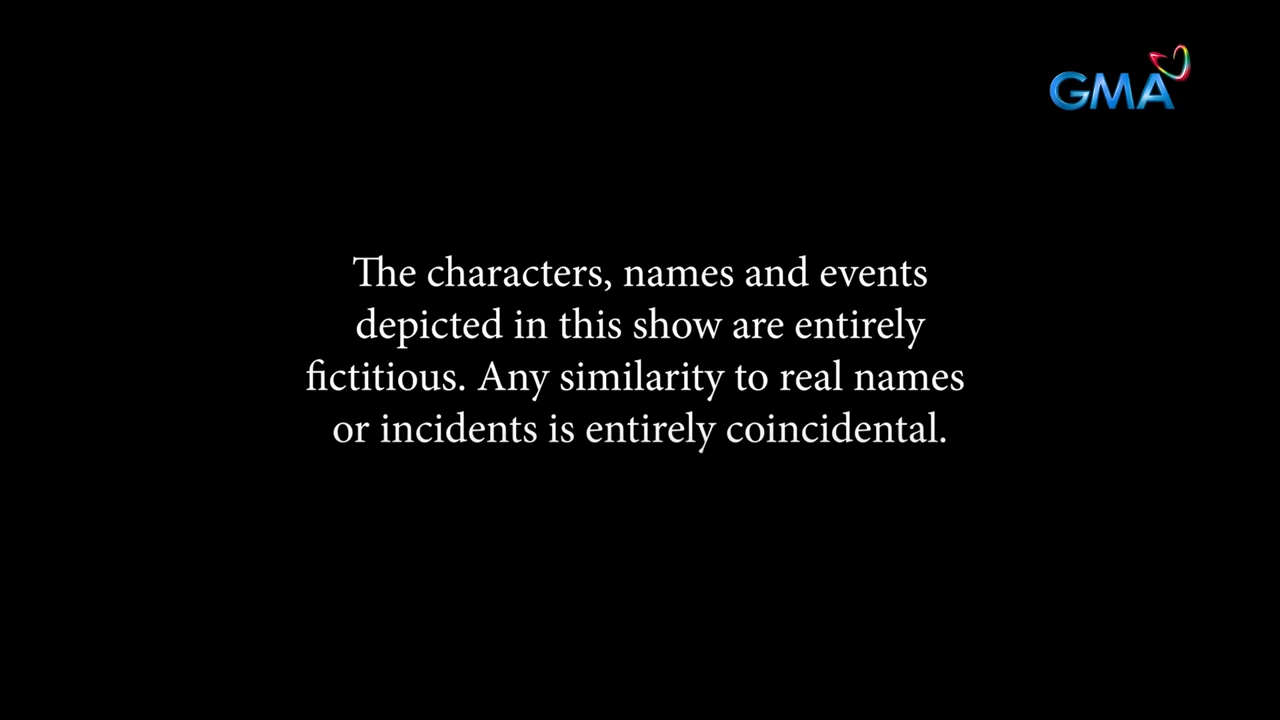 GMA
The characters, names and events
depicted in this show are entirely
fictitious. Any similarity to real names
or incidents is entirely coincidental.